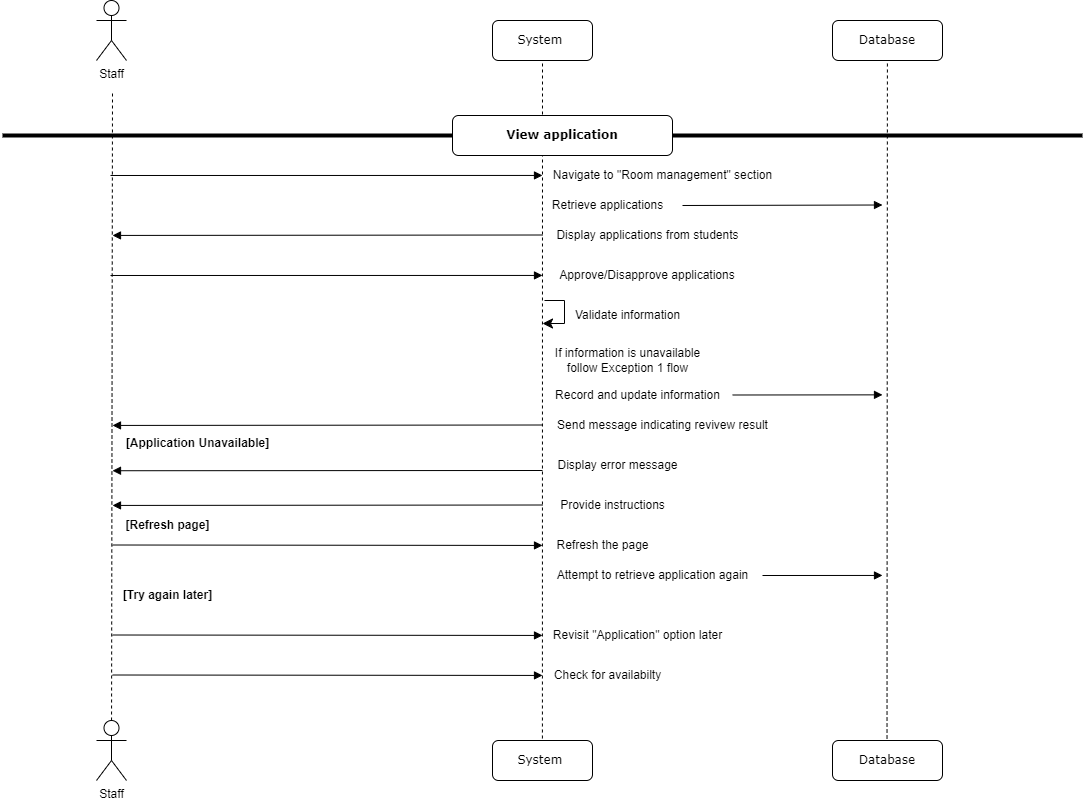 Staff
System
Database
View application
Navigate to "Room management" section
Retrieve applications
Display applications from students
Approve/Disapprove applications
Validate information
If information is unavailable
follow Exception 1 flow
Record and update information
Send message indicating revivew result
[Application Unavailable]
Display error message
Provide instructions
[Refresh page]
Refresh the page
Attempt to retrieve application again
[Try again later]
Revisit "Application" option later
Check for availabilty
Staff
System
Database